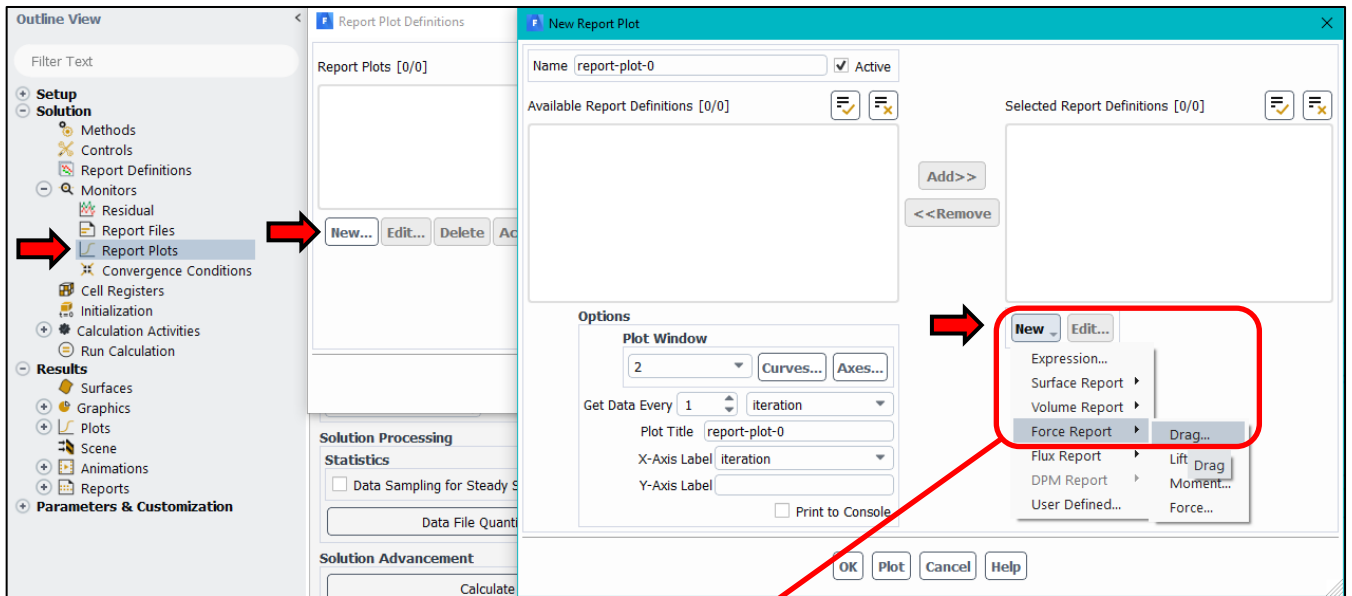 Outline View
<
Filter Text
Setup
Solution
Methods
Controls
Report Definitions
Monitors
Residual
Report Files
Report Plots
Convergence Conditions
Cell Registers
Initialization
Calculation Activities
Run Calculation
Results
Surfaces
Graphics
Plots
Scene
Animations
Reports
Parameters & Customization
Report Plot Definitions
Report Plots [0/0]
New... Edit... Delete Ac
Solution Processing
Statistics
Data Sampling for Steady S
Data File Quanti
Solution Advancement
Calculate
New Report Plot
Name report-plot-0 Active
Available Report Definitions [0/0]
Selected Report Definitions [0/0]
Add>>
<<Remove
Options
Plot Window
2 Curves... Axes...
Get Data Every 1 iteration
Plot Title report-plot-0
X-Axis Label iteration
Y-Axis Label
Print to Console
New Edit...
Expression...
Surface Report
Volume Report
Force Report
Flux Report
DPM Report
User Defined...
Drag...
Lift
Drag
Moment...
Force...
OK Plot Cancel Help